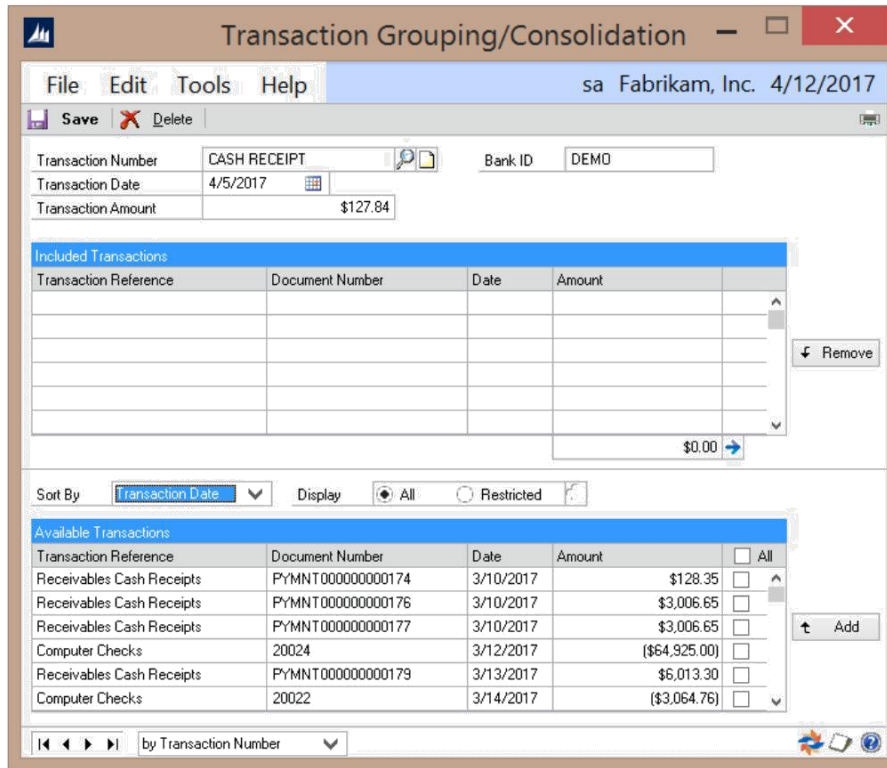 Transaction Grouping/Consolidation
File Edit Tools Help sa Fabrikam, Inc. 4/12/2017
Save Delete
Transaction Number CASH RECEIPT Bank ID DEMO
Transaction Date 4/5/2017
Transaction Amount $127.84
Included Transactions
Transaction Reference Document Number Date Amount
Remove
$0.00
Sort By Transaction Date Display All Restricted
Available Transactions
Transaction Reference Document Number Date Amount All
Receivables Cash Receipts PYMNT000000000174 3/10/2017 $128.35
Receivables Cash Receipts PYMNT000000000176 3/10/2017 $3,006.65
Receivables Cash Receipts PYMNT000000000177 3/10/2017 $3,006.65
Add
Computer Checks 20024 3/12/2017 ($64,925.00)
Receivables Cash Receipts PYMNT000000000179 3/13/2017 $6,013.30
Computer Checks 20022 3/14/2017 ($3,064.76)
by Transaction Number